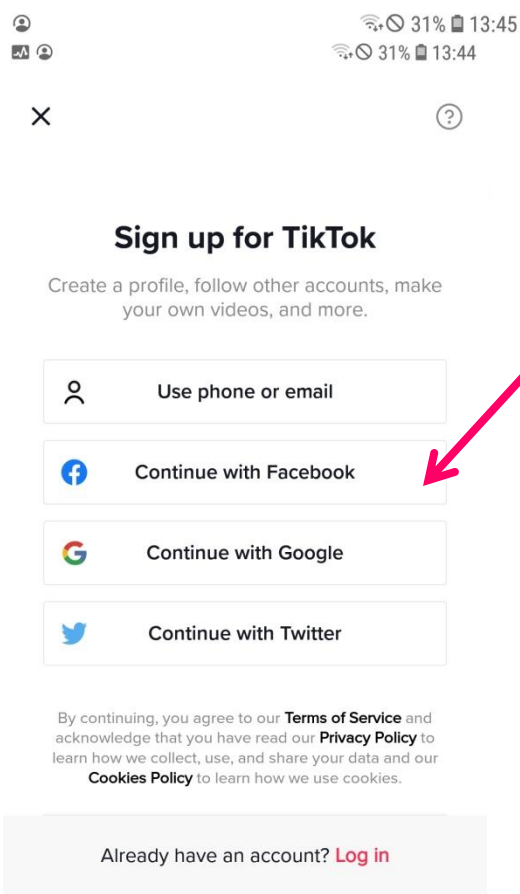 31% 13:45
31% 13:44
Sign up for TikTok
Create a profile, follow other accounts, make
your own videos, and more.
Use phone or email
Continue with Facebook
Continue with Google
Continue with Twitter
By continuing, you agree to our Terms of Service and
acknowledge that you have read our Privacy Policy to
learn how we collect, use, and share your data and our
Cookies Policy to learn how we use cookies.
Already have an account? Log in